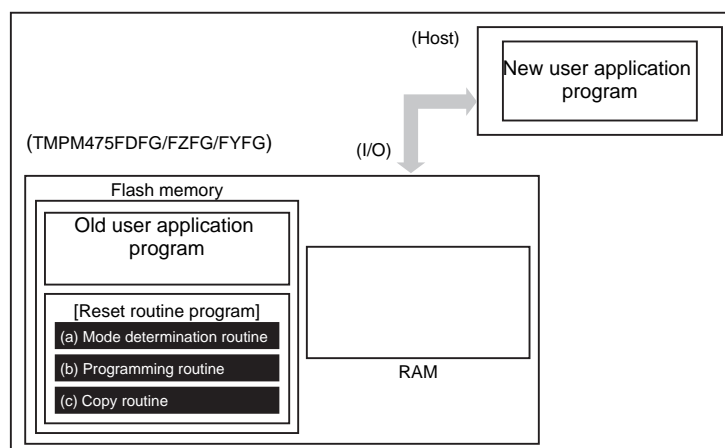 (Host)
New user application
program
(TMPM475FDFG/FZFG/FYFG)
(I/O)
Flash memory
Old user application
program
[Reset routine program]
(a) Mode determination routine
(b) Programming routine
(c) Copy routine
RAM